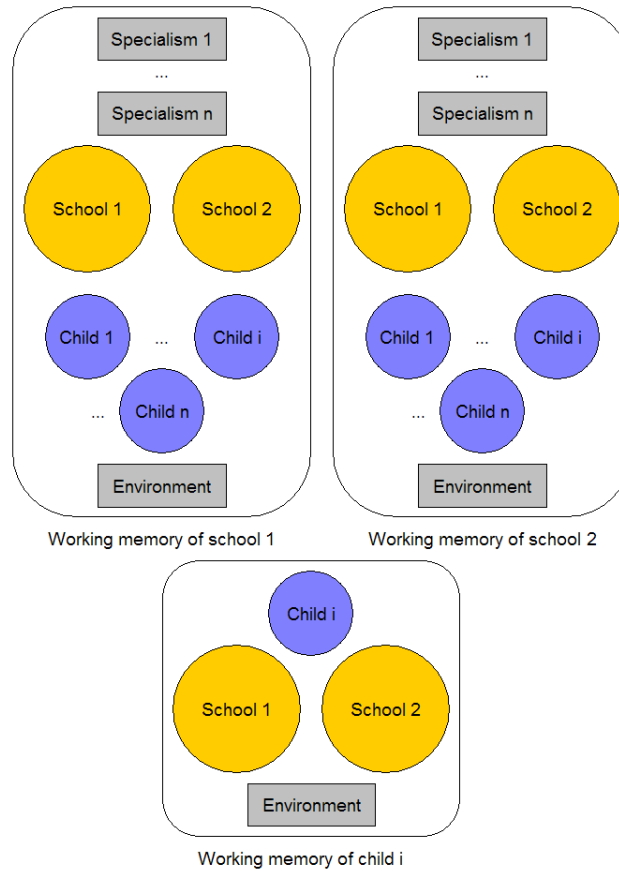 Specialism 1
...
Specialism n
School 1
School 2
Child 1
...
Child i
...
Child n
Environment
Working memory of school 1
Specialism 1
...
Specialism n
School 1
School 2
Child 1
...
Child i
...
Child n
Environment
Working memory of school 2
Child i
School 1
School 2
Environment
Working memory of child i